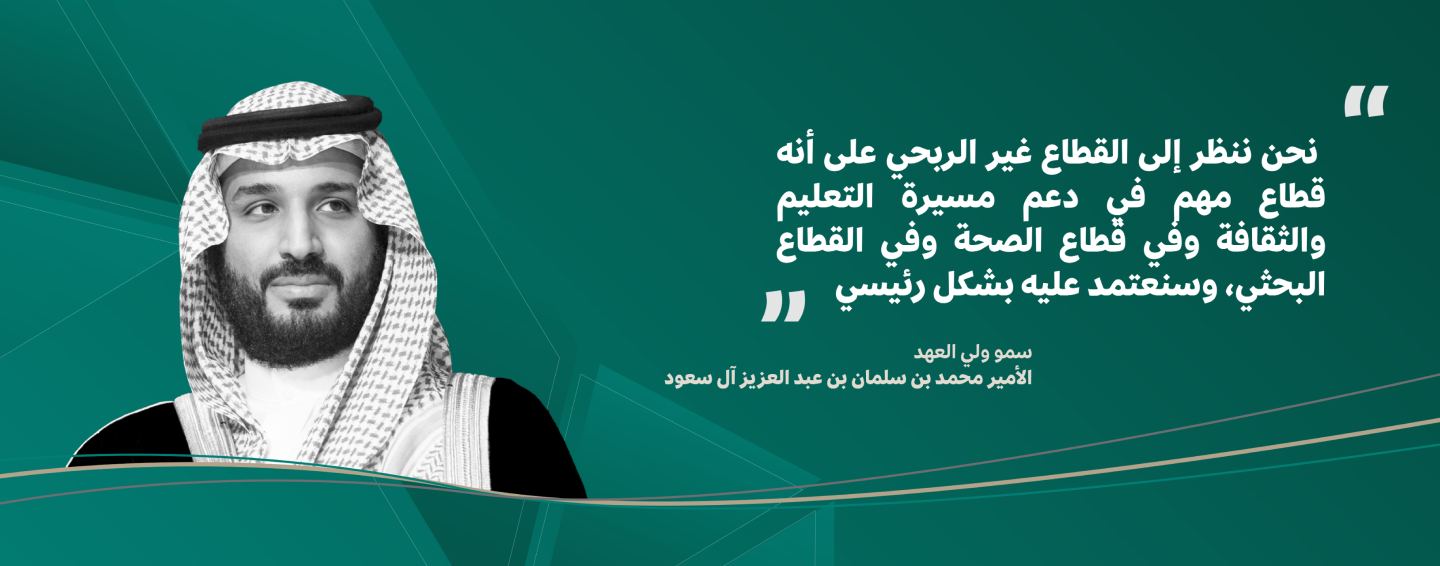 نحن ننظر إلى القطاع غير الربحي على أنه
قطاع مهم في دعم مسيرة التعليم
والثقافة وفي قطاع الصحة وفي القطاع
البحثي، وسنعتمد عليه بشكل رئيسي
سمو ولي العهد
الأمير محمد بن سلمان بن عبد العزيز آل سعود